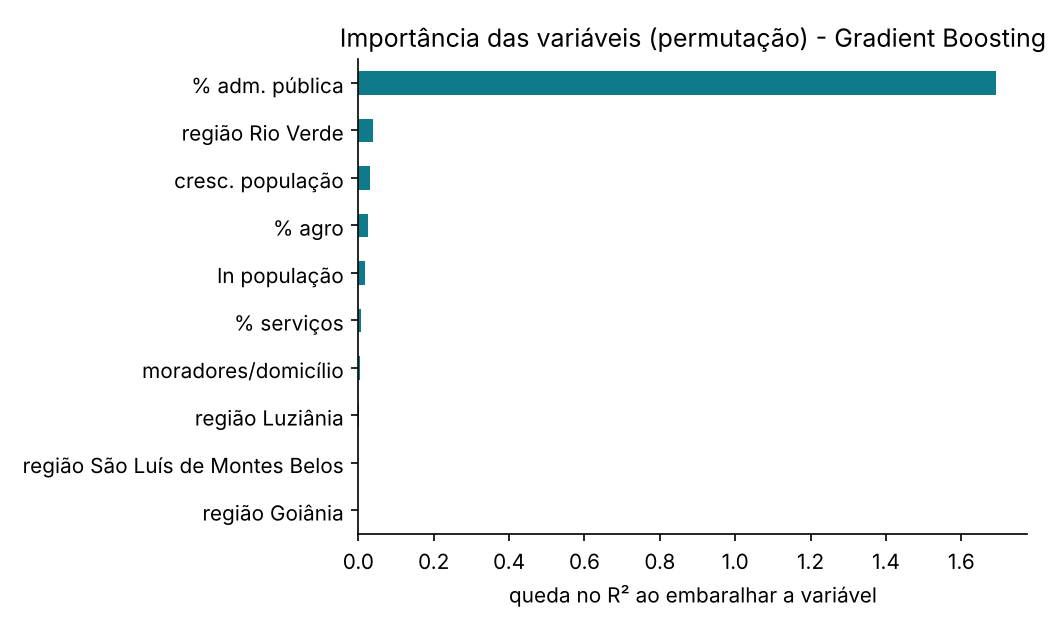 Importância das variáveis (permutação) - Gradient Boosting
% adm. pública
região Rio Verde
cresc. população
% agro
ln população
% serviços
moradores/domicílio
região Luziânia
região São Luís de Montes Belos
região Goiânia
0.0 0.2 0.4 0.6 0.8 1.0 1.2 1.4 1.6
queda no R² ao embaralhar a variável